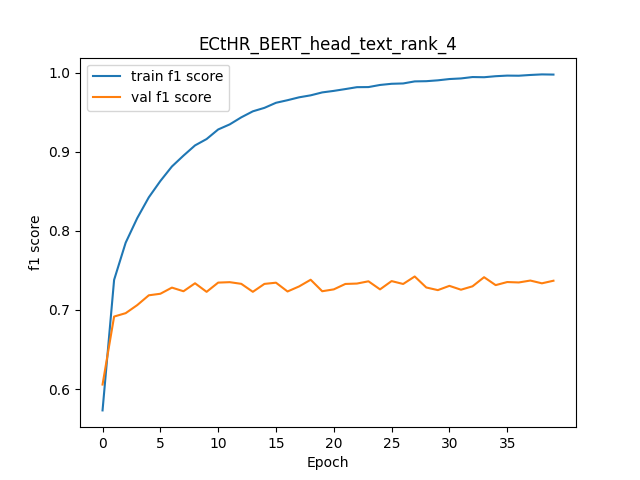 ECtHR_BERT_head_text_rank_4
train f1 score
val f1 score
f1 score
1.0
0.9
0.8
0.7
0.6
0 5 10 15 20 25 30 35
Epoch